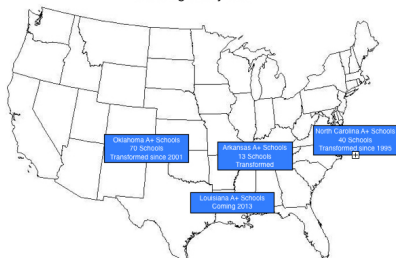 North Carolina A+ Schools
40 Schools
Transformed since 1995
Oklahoma A+ Schools
70 Schools
Transformed since 2001
Arkansas A+ Schools
13 Schools
Transformed
Louisiana A+ Schools
Coming 2013